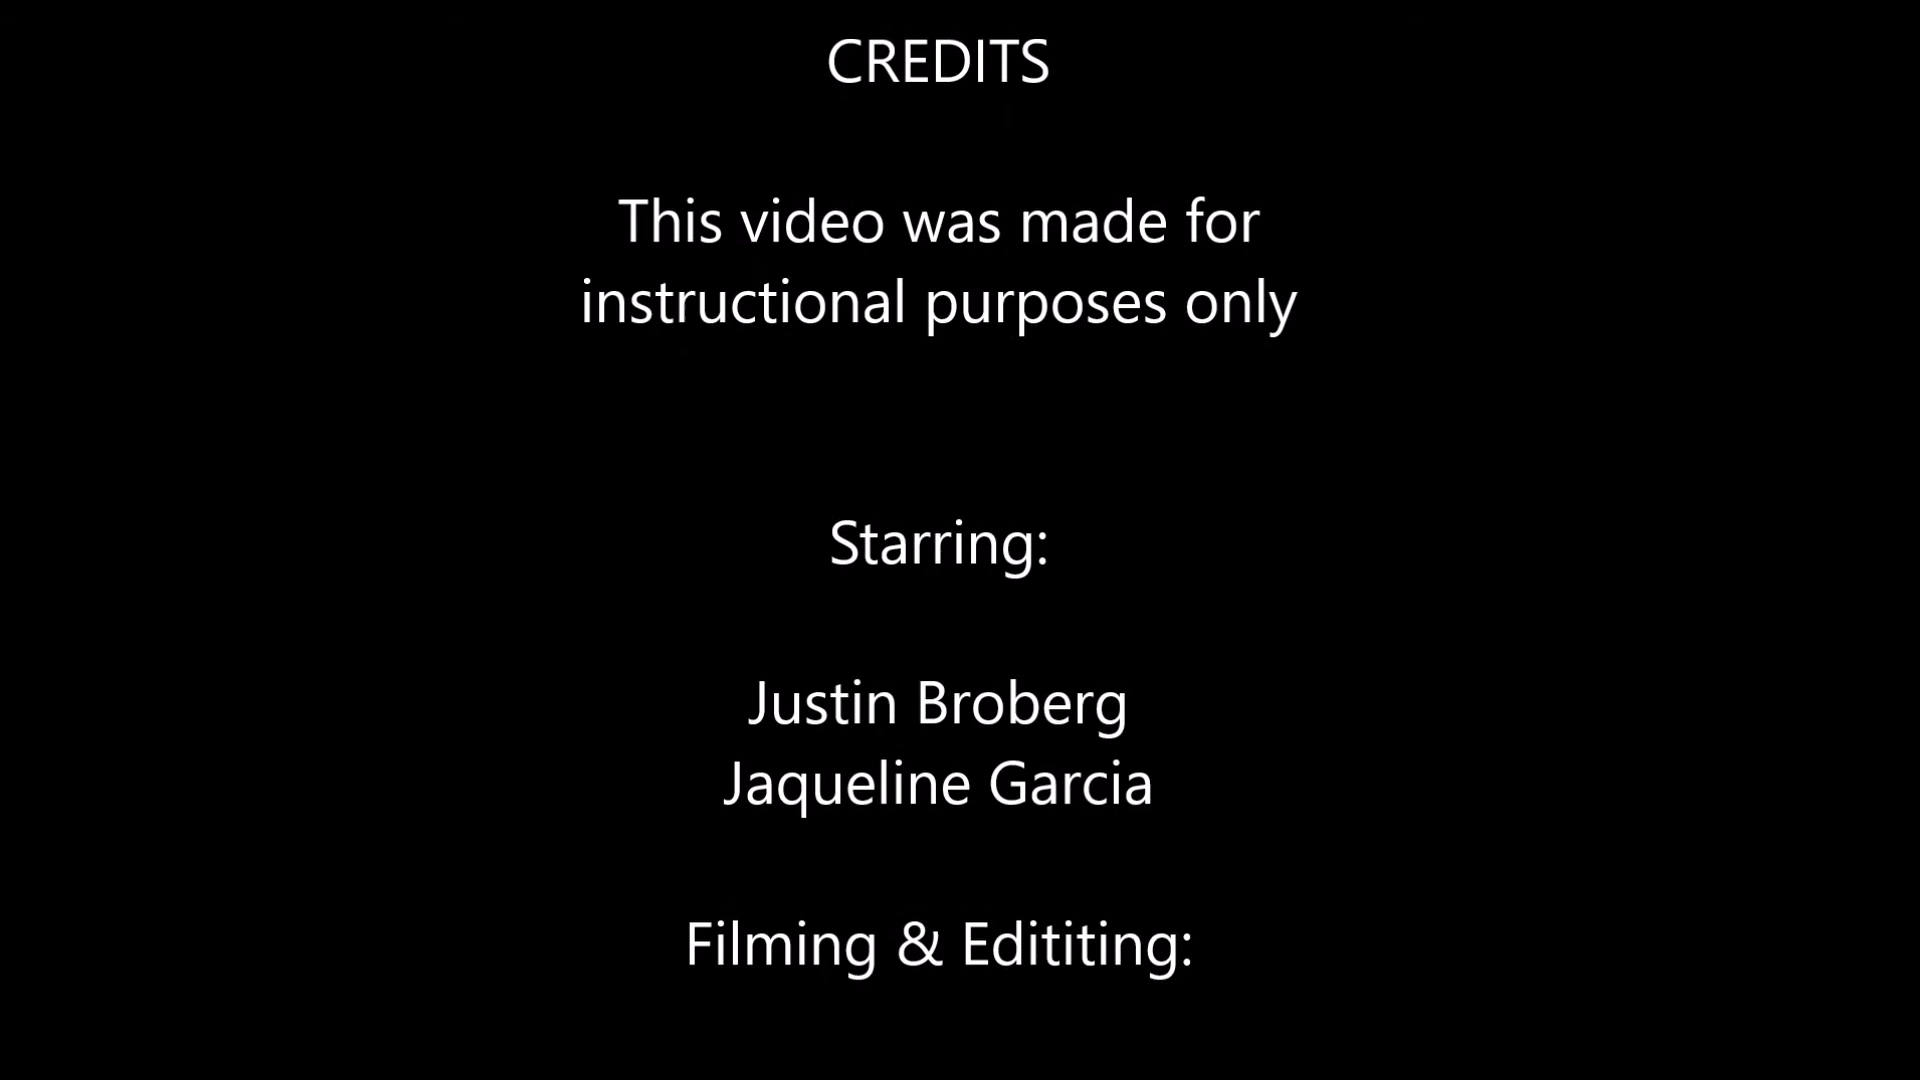 CREDITS
This video was made for
instructional purposes only
Starring:
Justin Broberg
Jaqueline Garcia
Filming & Edititing: